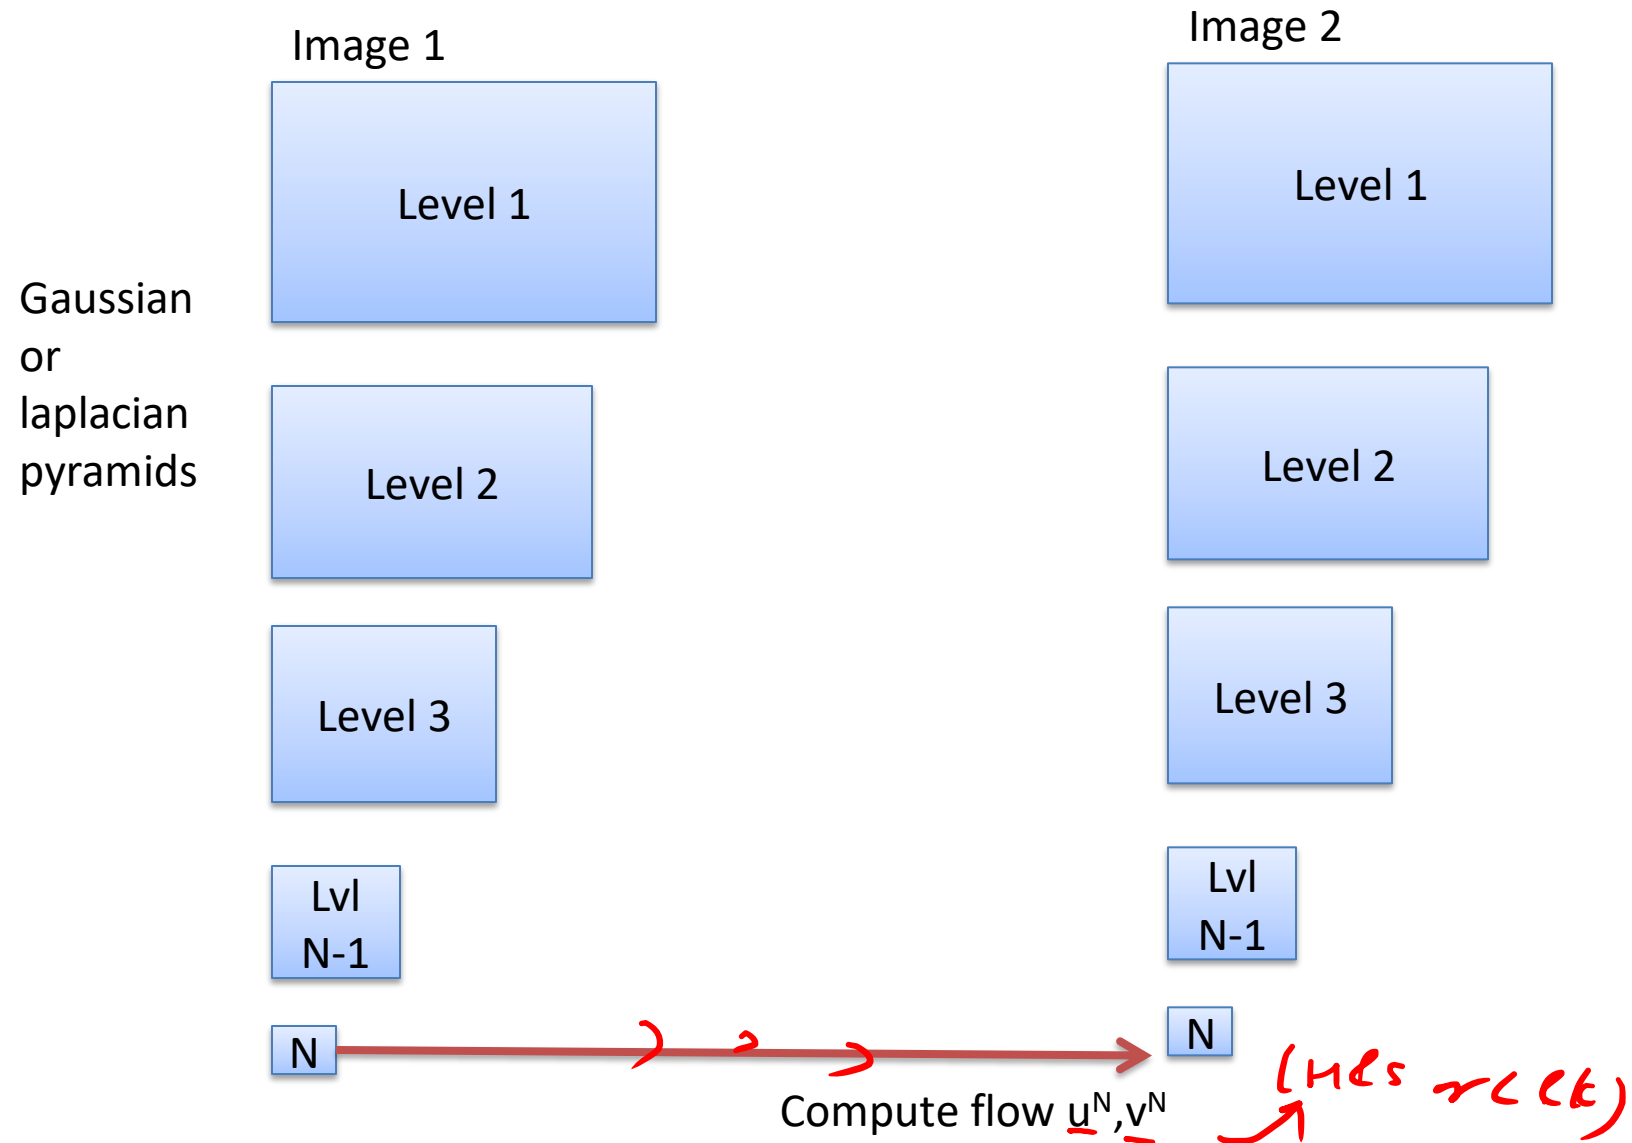 Image 1
Image 2
Level 1
Level 1
Gaussian
or
laplacian
pyramids
Level 2
Level 2
Level 3
Level 3
Lvl
N-1
Lvl
N-1
N
N
Compute flow uᴺ,vᴺ